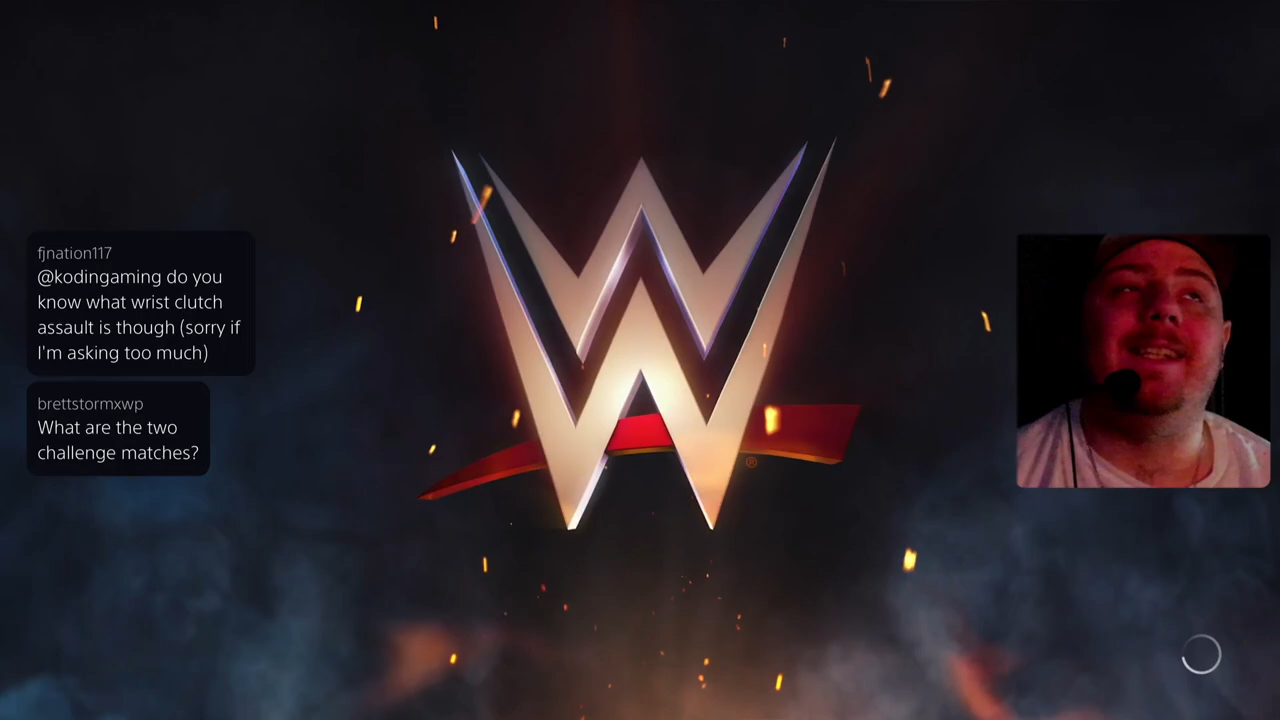 fjnation117
@kodingaming do you
know what wrist clutch
assault is though (sorry if
I'm asking too much)
brettstormxwp
What are the two
challenge matches?
W
®